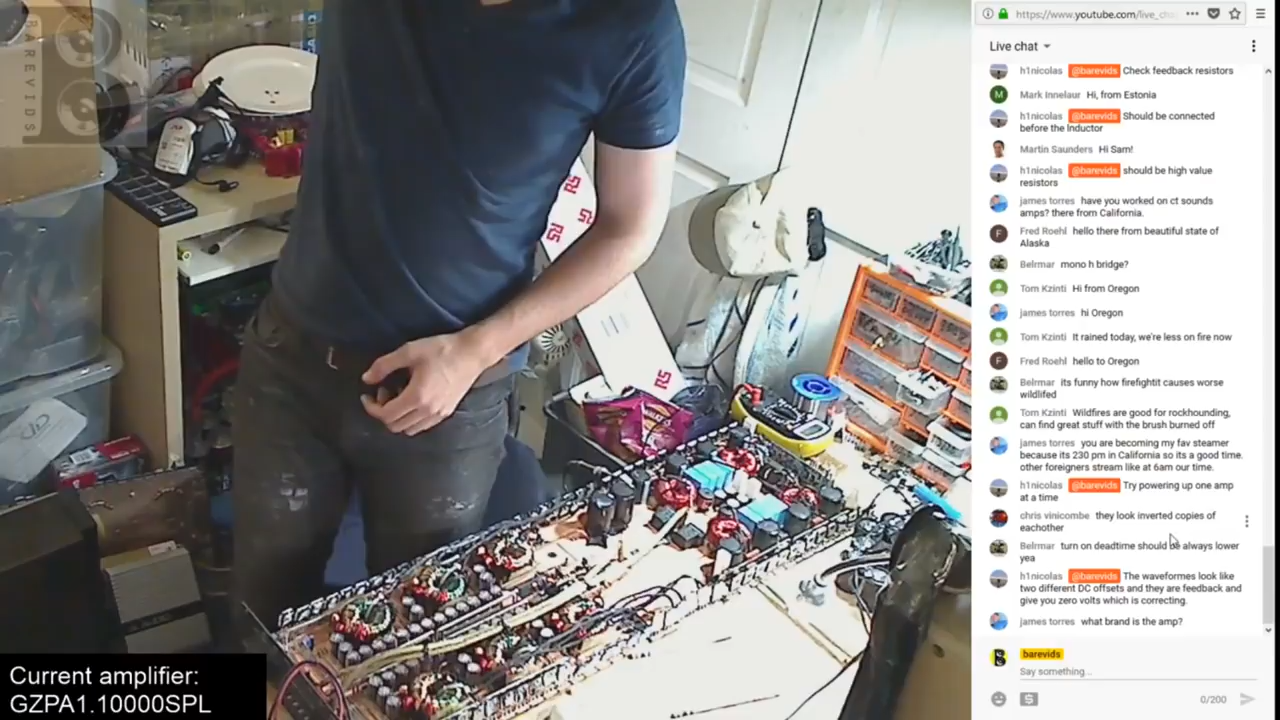 BAREVIDS
RS
RS
RS
RS
https://www.youtube.com/live_ch
Live chat
h1nicolas @barevids Check feedback resistors
Mark Innelaur Hi, from Estonia
h1nicolas @barevids Should be connected
before the Inductor
Martin Saunders Hi Sam!
h1nicolas @barevids should be high value
resistors
james torres have you worked on ct sounds
amps? there from California.
Fred Roehl hello there from beautiful state of
Alaska
Belrmar mono h bridge?
Tom Kzinti Hi from Oregon
james torres hi Oregon
Tom Kzinti It rained today, we're less on fire now
Fred Roehl hello to Oregon
Belrmar its funny how firefightit causes worse
wildifed
Tom Kzinti Wildfires are good for rockhounding,
can find great stuff with the brush burned off
james torres you are becoming my fav steamer
because its 230 pm in California so its a good time.
other foreigners stream like at 6am our time.
h1nicolas @barevids Try powering up one amp
at a time
chris vinicombe they look inverted copies of
eachother
Belrmar turn on deadtime should be always lower
yea
h1nicolas @barevids The waveformes look like
two different DC offsets and they are feedback and
give you zero volts which is correcting.
james torres what brand is the amp?
barevids
Say something...
0/200
Current amplifier:
GZPA1.10000SPL